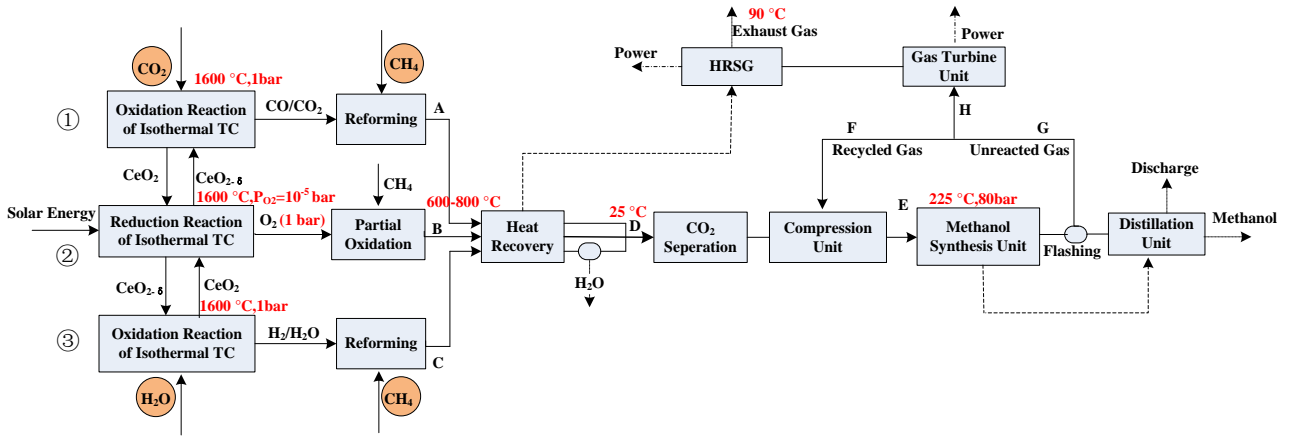 90 °C
Exhaust Gas
Power
HRSG
Power
Gas Turbine
Unit
H
CO₂
1600 °C,1bar
CH₄
①
Oxidation Reaction
of Isothermal TC
CO/CO₂
Reforming
A
F
Recycled Gas
G
Unreacted Gas
CeO₂
CeO₂₋δ
Discharge
1600 °C,P_O2=10⁻⁵ bar
CH₄
600-800 °C
25 °C
225 °C,80bar
Solar Energy
②
Reduction Reaction
of Isothermal TC
O₂ (1 bar)
Partial
Oxidation
B
Heat
Recovery
D
CO₂
Seperation
Compression
Unit
E
Methanol
Synthesis Unit
Flashing
Distillation
Unit
Methanol
H₂O
CeO₂₋δ
CeO₂
1600 °C,1bar
③
Oxidation Reaction
of Isothermal TC
H₂/H₂O
Reforming
C
H₂O
CH₄